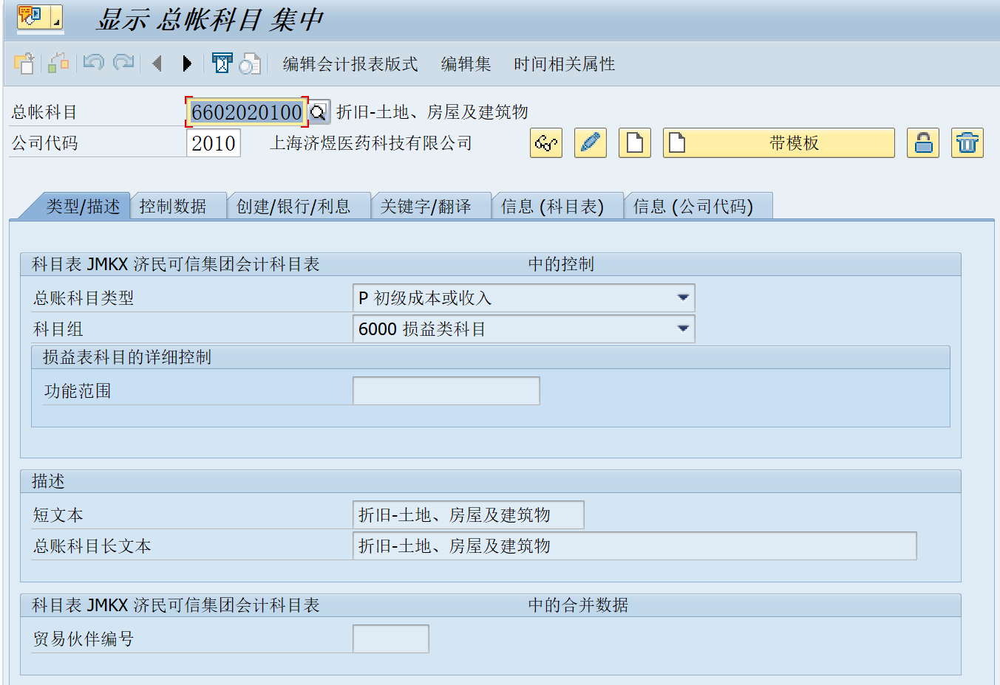 显示 总帐科目 集中
编辑会计报表版式 编辑集 时间相关属性
总帐科目 6602020100 折旧-土地、房屋及建筑物
公司代码 2010 上海济煜医药科技有限公司 带模板
类型/描述 控制数据 创建/银行/利息 关键字/翻译 信息 (科目表) 信息 (公司代码)
科目表 JMKX 济民可信集团会计科目表 中的控制
总账科目类型 P 初级成本或收入
科目组 6000 损益类科目
损益表科目的详细控制
功能范围
描述
短文本 折旧-土地、房屋及建筑物
总账科目长文本 折旧-土地、房屋及建筑物
科目表 JMKX 济民可信集团会计科目表 中的合并数据
贸易伙伴编号